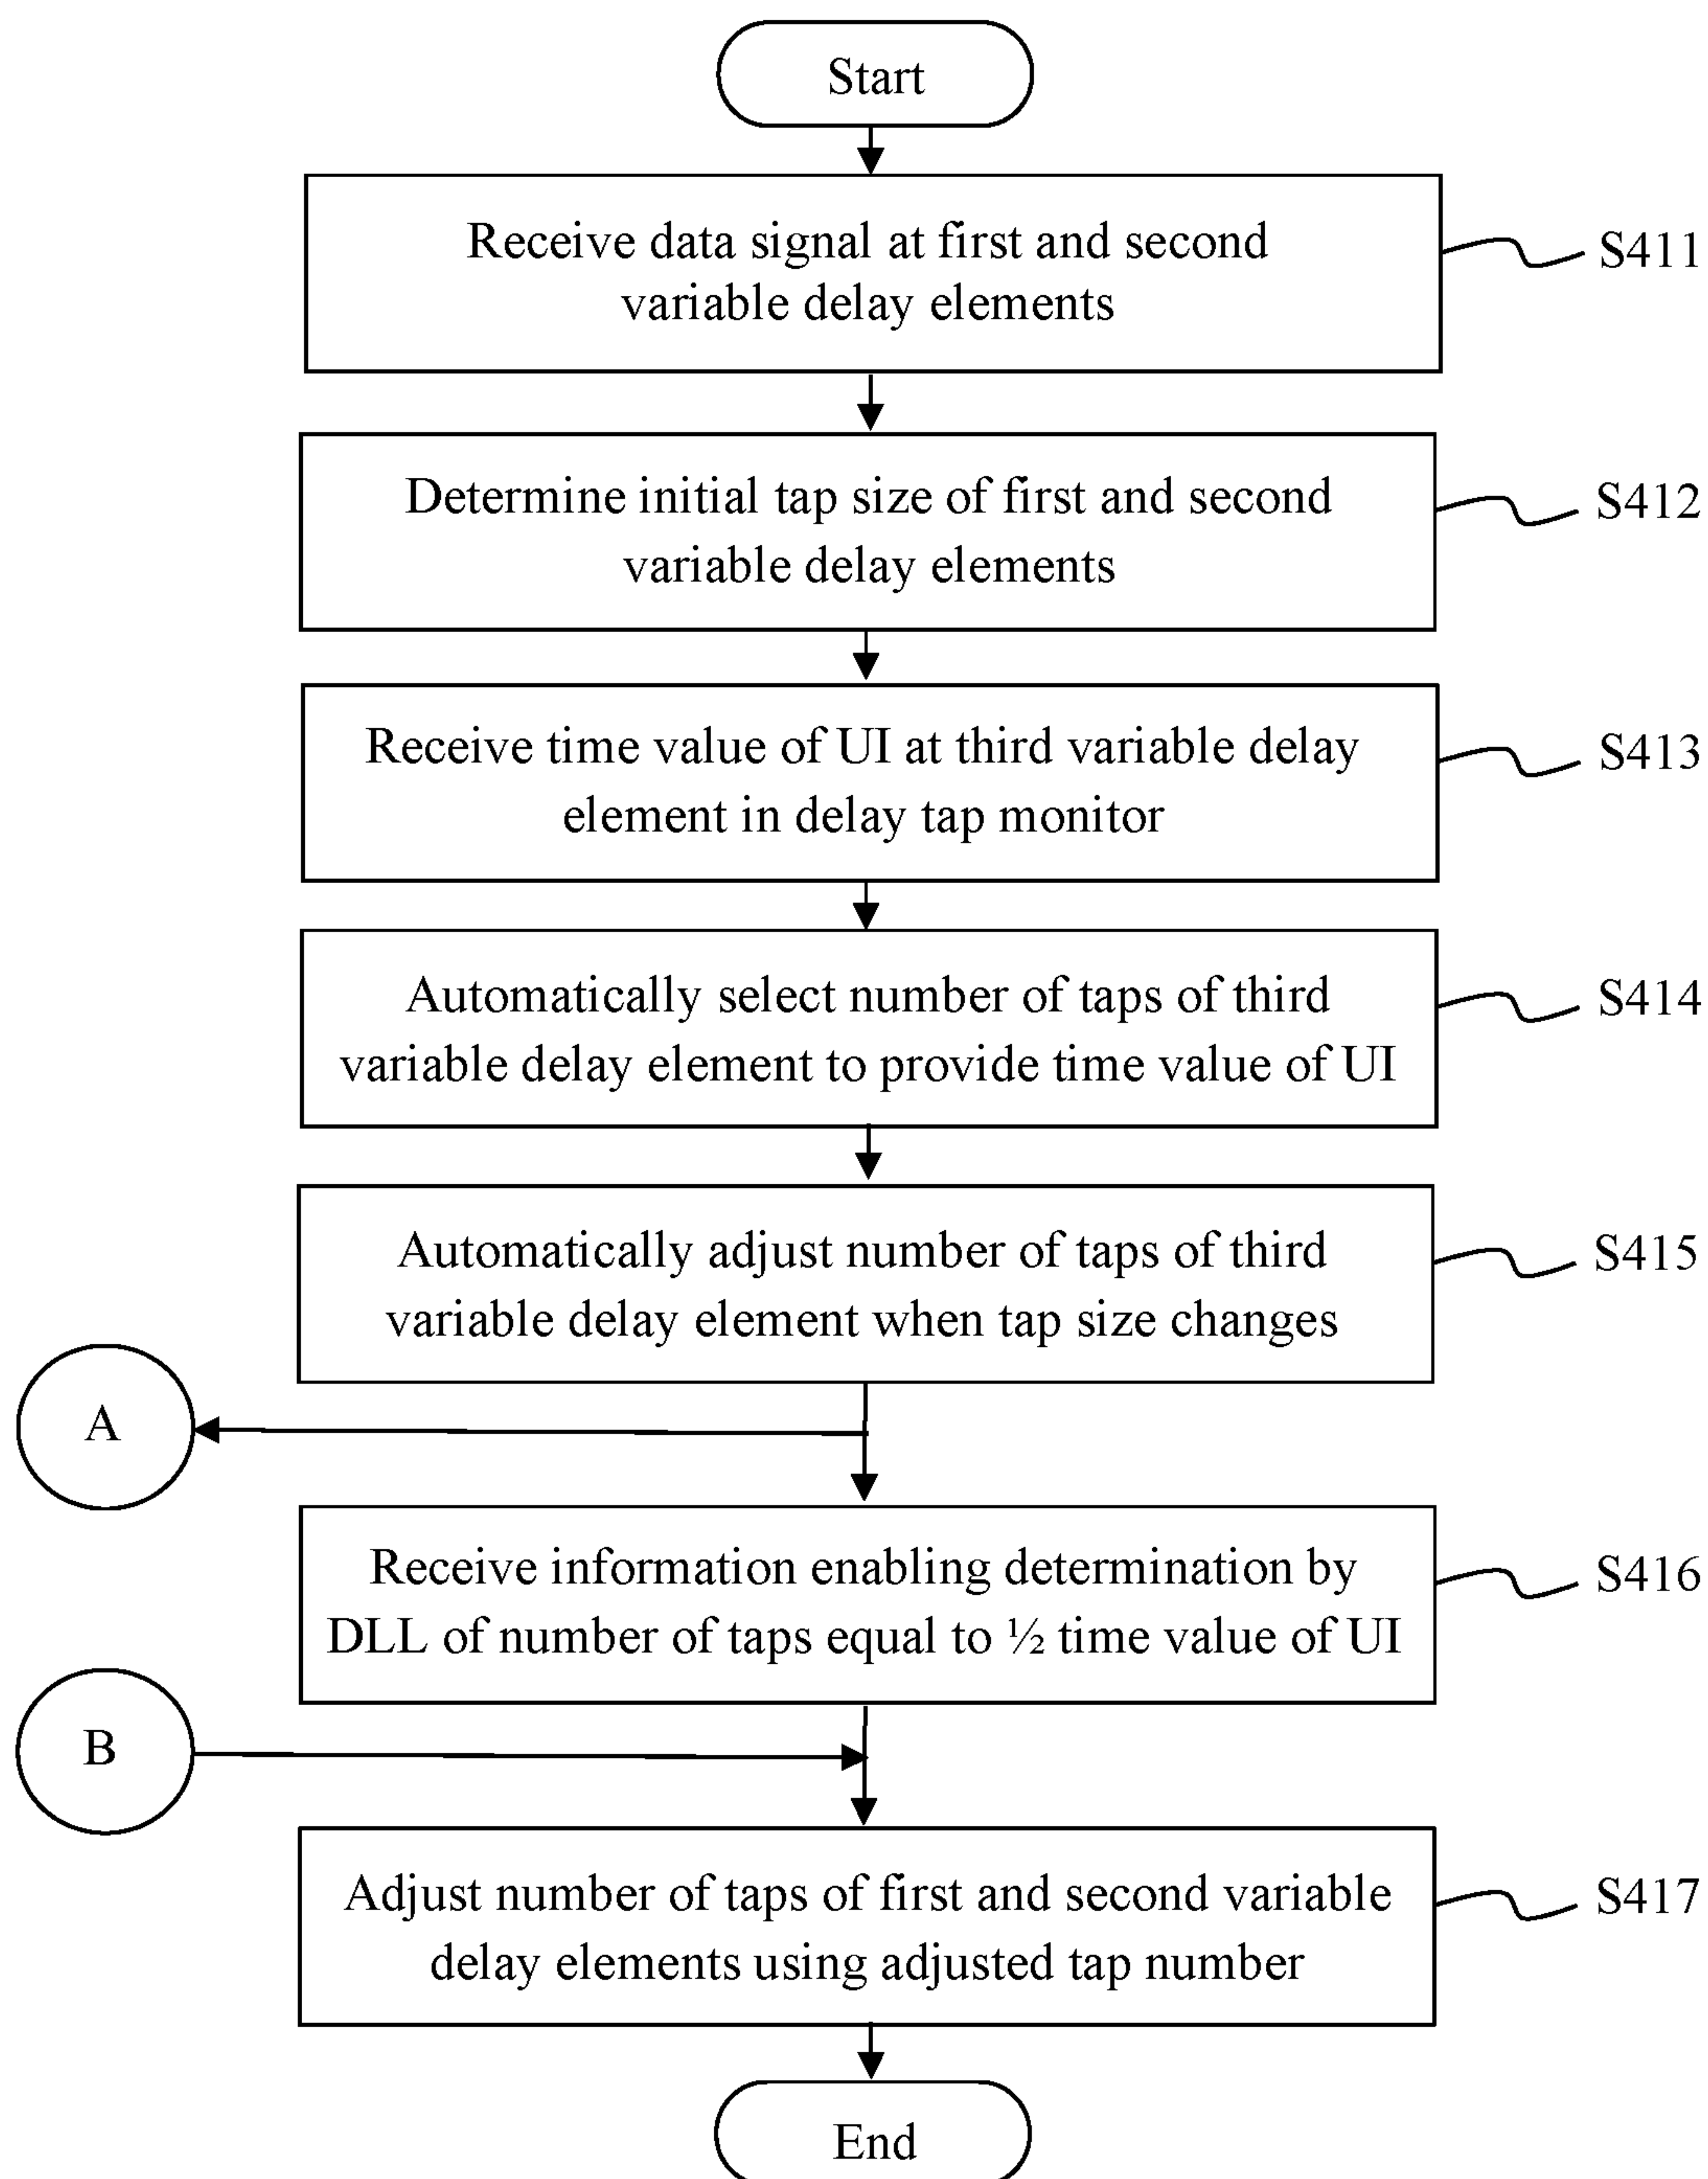 Start
Receive data signal at first and second
variable delay elements
S411
Determine initial tap size of first and second
variable delay elements
S412
Receive time value of UI at third variable delay
element in delay tap monitor
S413
Automatically select number of taps of third
variable delay element to provide time value of UI
S414
Automatically adjust number of taps of third
variable delay element when tap size changes
S415
A
Receive information enabling determination by
DLL of number of taps equal to ½ time value of UI
S416
B
Adjust number of taps of first and second variable
delay elements using adjusted tap number
S417
End